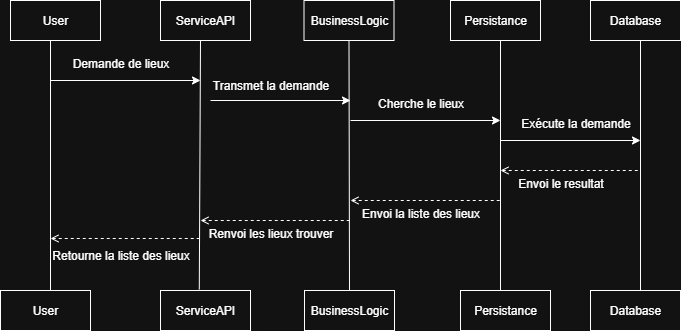 User
ServiceAPI
BusinessLogic
Persistance
Database
Demande de lieux
Transmet la demande
Cherche le lieux
Exécute la demande
Envoi le resultat
Envoi la liste des lieux
Renvoi les lieux trouver
Retourne la liste des lieux
User
ServiceAPI
BusinessLogic
Persistance
Database